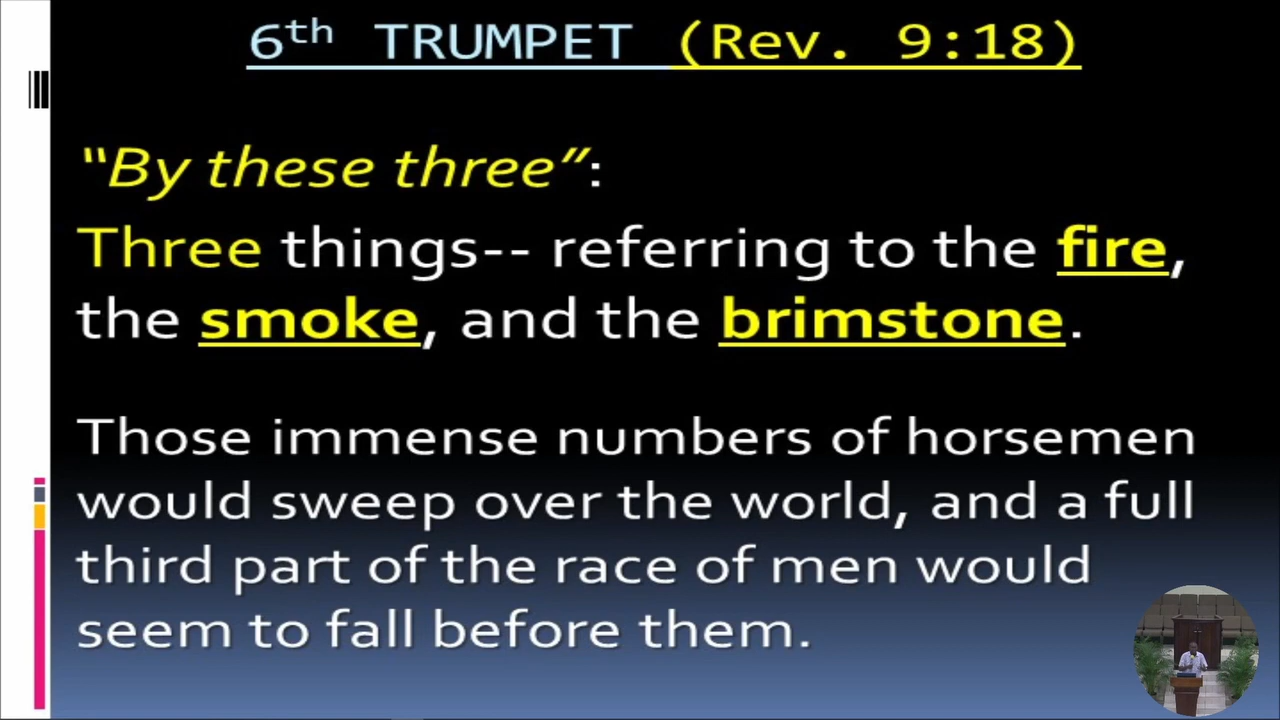 6th TRUMPET (Rev. 9:18)
“By these three”:
Three things-- referring to the fire,
the smoke, and the brimstone.
Those immense numbers of horsemen
would sweep over the world, and a full
third part of the race of men would
seem to fall before them.